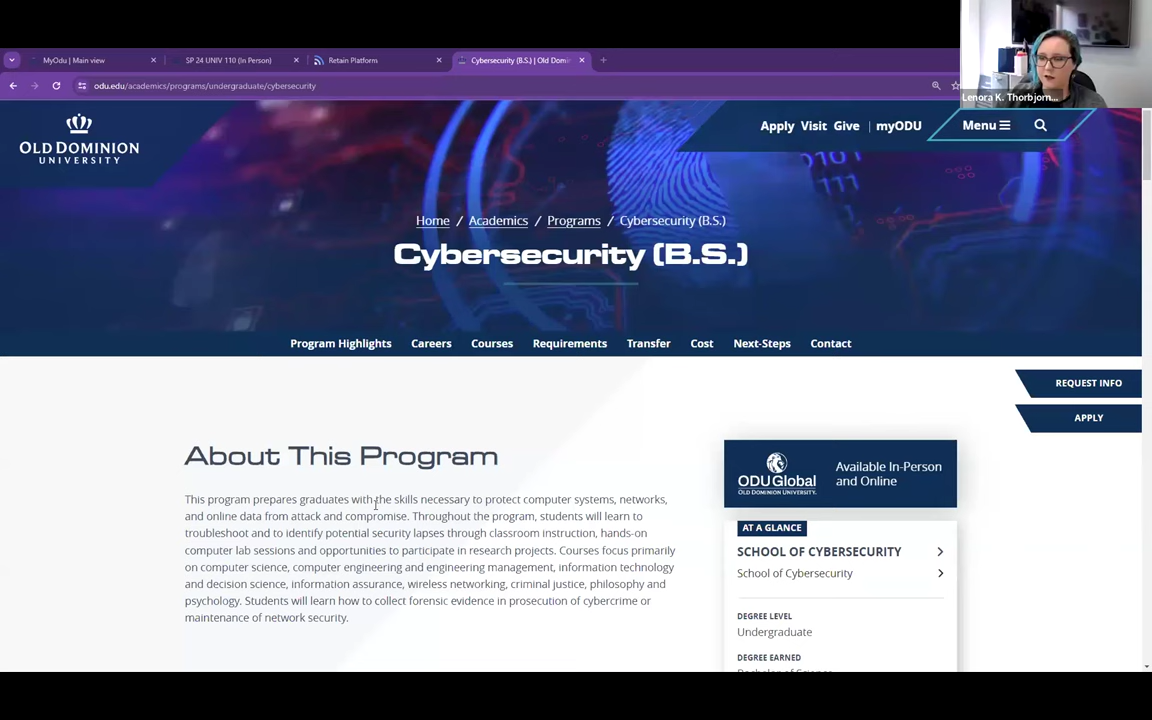 MyOdu | Main view
SP 24 UNIV 110 (In Person)
Retain Platforms
Cybersecurity (B.S.) | Old Domi
odu.edu/academics/programs/undergraduate/cybersecurity
Lenora K. Thorbjorn...
OLD DOMINION
UNIVERSITY
Apply Visit Give | myODU
Menu
Home / Academics / Programs / Cybersecurity (B.S.)
Cybersecurity (B.S.)
Program Highlights Careers Courses Requirements Transfer Cost Next-Steps Contact
REQUEST INFO
APPLY
About This Program
This program prepares graduates with the skills necessary to protect computer systems, networks,
and online data from attack and compromise. Throughout the program, students will learn to
troubleshoot and to identify potential security lapses through classroom instruction, hands-on
computer lab sessions and opportunities to participate in research projects. Courses focus primarily
on computer science, computer engineering and engineering management, information technology
and decision science, information assurance, wireless networking, criminal justice, philosophy and
psychology. Students will learn how to collect forensic evidence in prosecution of cybercrime or
maintenance of network security.
ODUGlobal
OLD DOMINION UNIVERSITY
Available In-Person
and Online
AT A GLANCE
SCHOOL OF CYBERSECURITY
School of Cybersecurity
DEGREE LEVEL
Undergraduate
DEGREE EARNED
Bachelor of Science